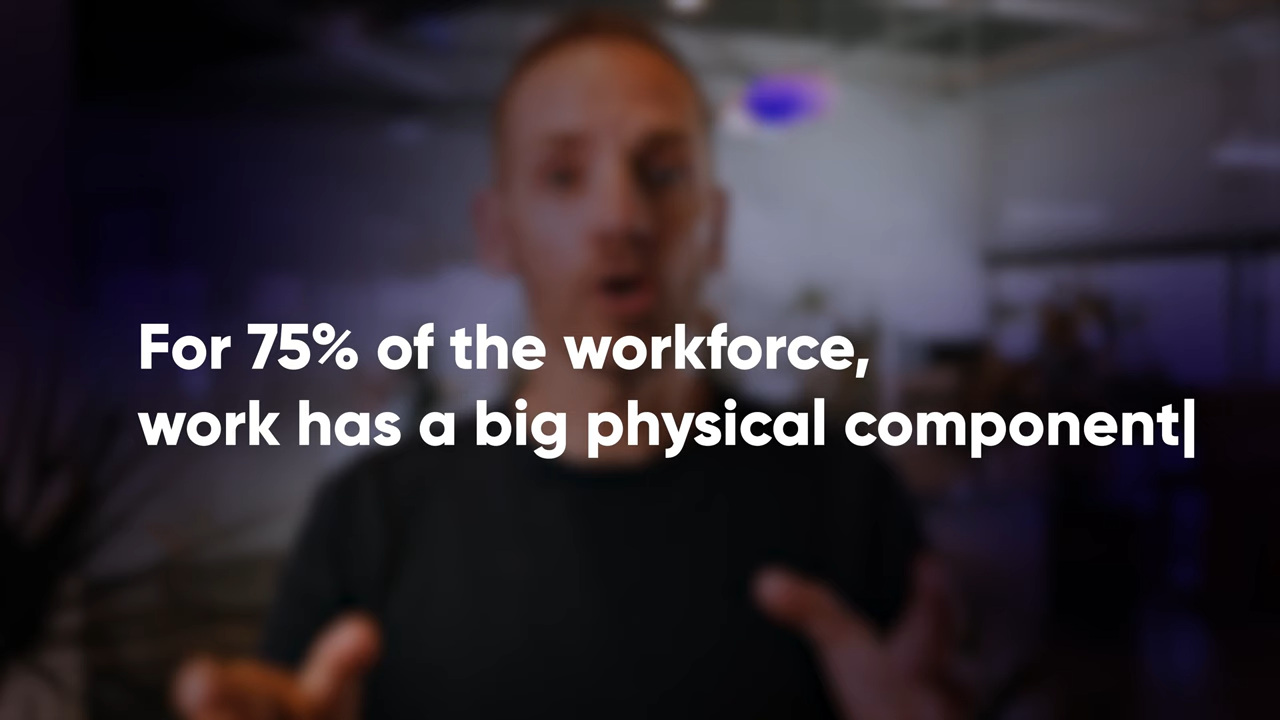 For 75% of the workforce,
work has a big physical component|